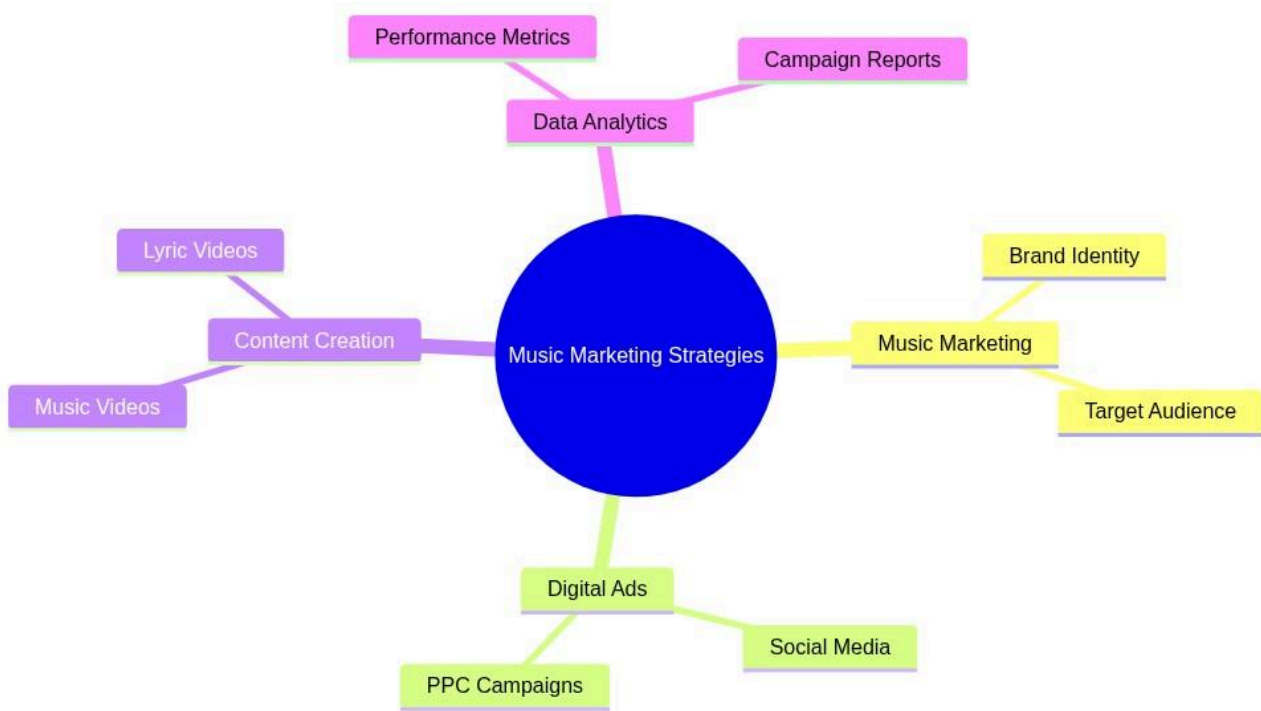 Performance Metrics
Campaign Reports
Data Analytics
Lyric Videos
Brand Identity
Content Creation
Music Marketing Strategies
Music Marketing
Music Videos
Target Audience
Digital Ads
Social Media
PPC Campaigns